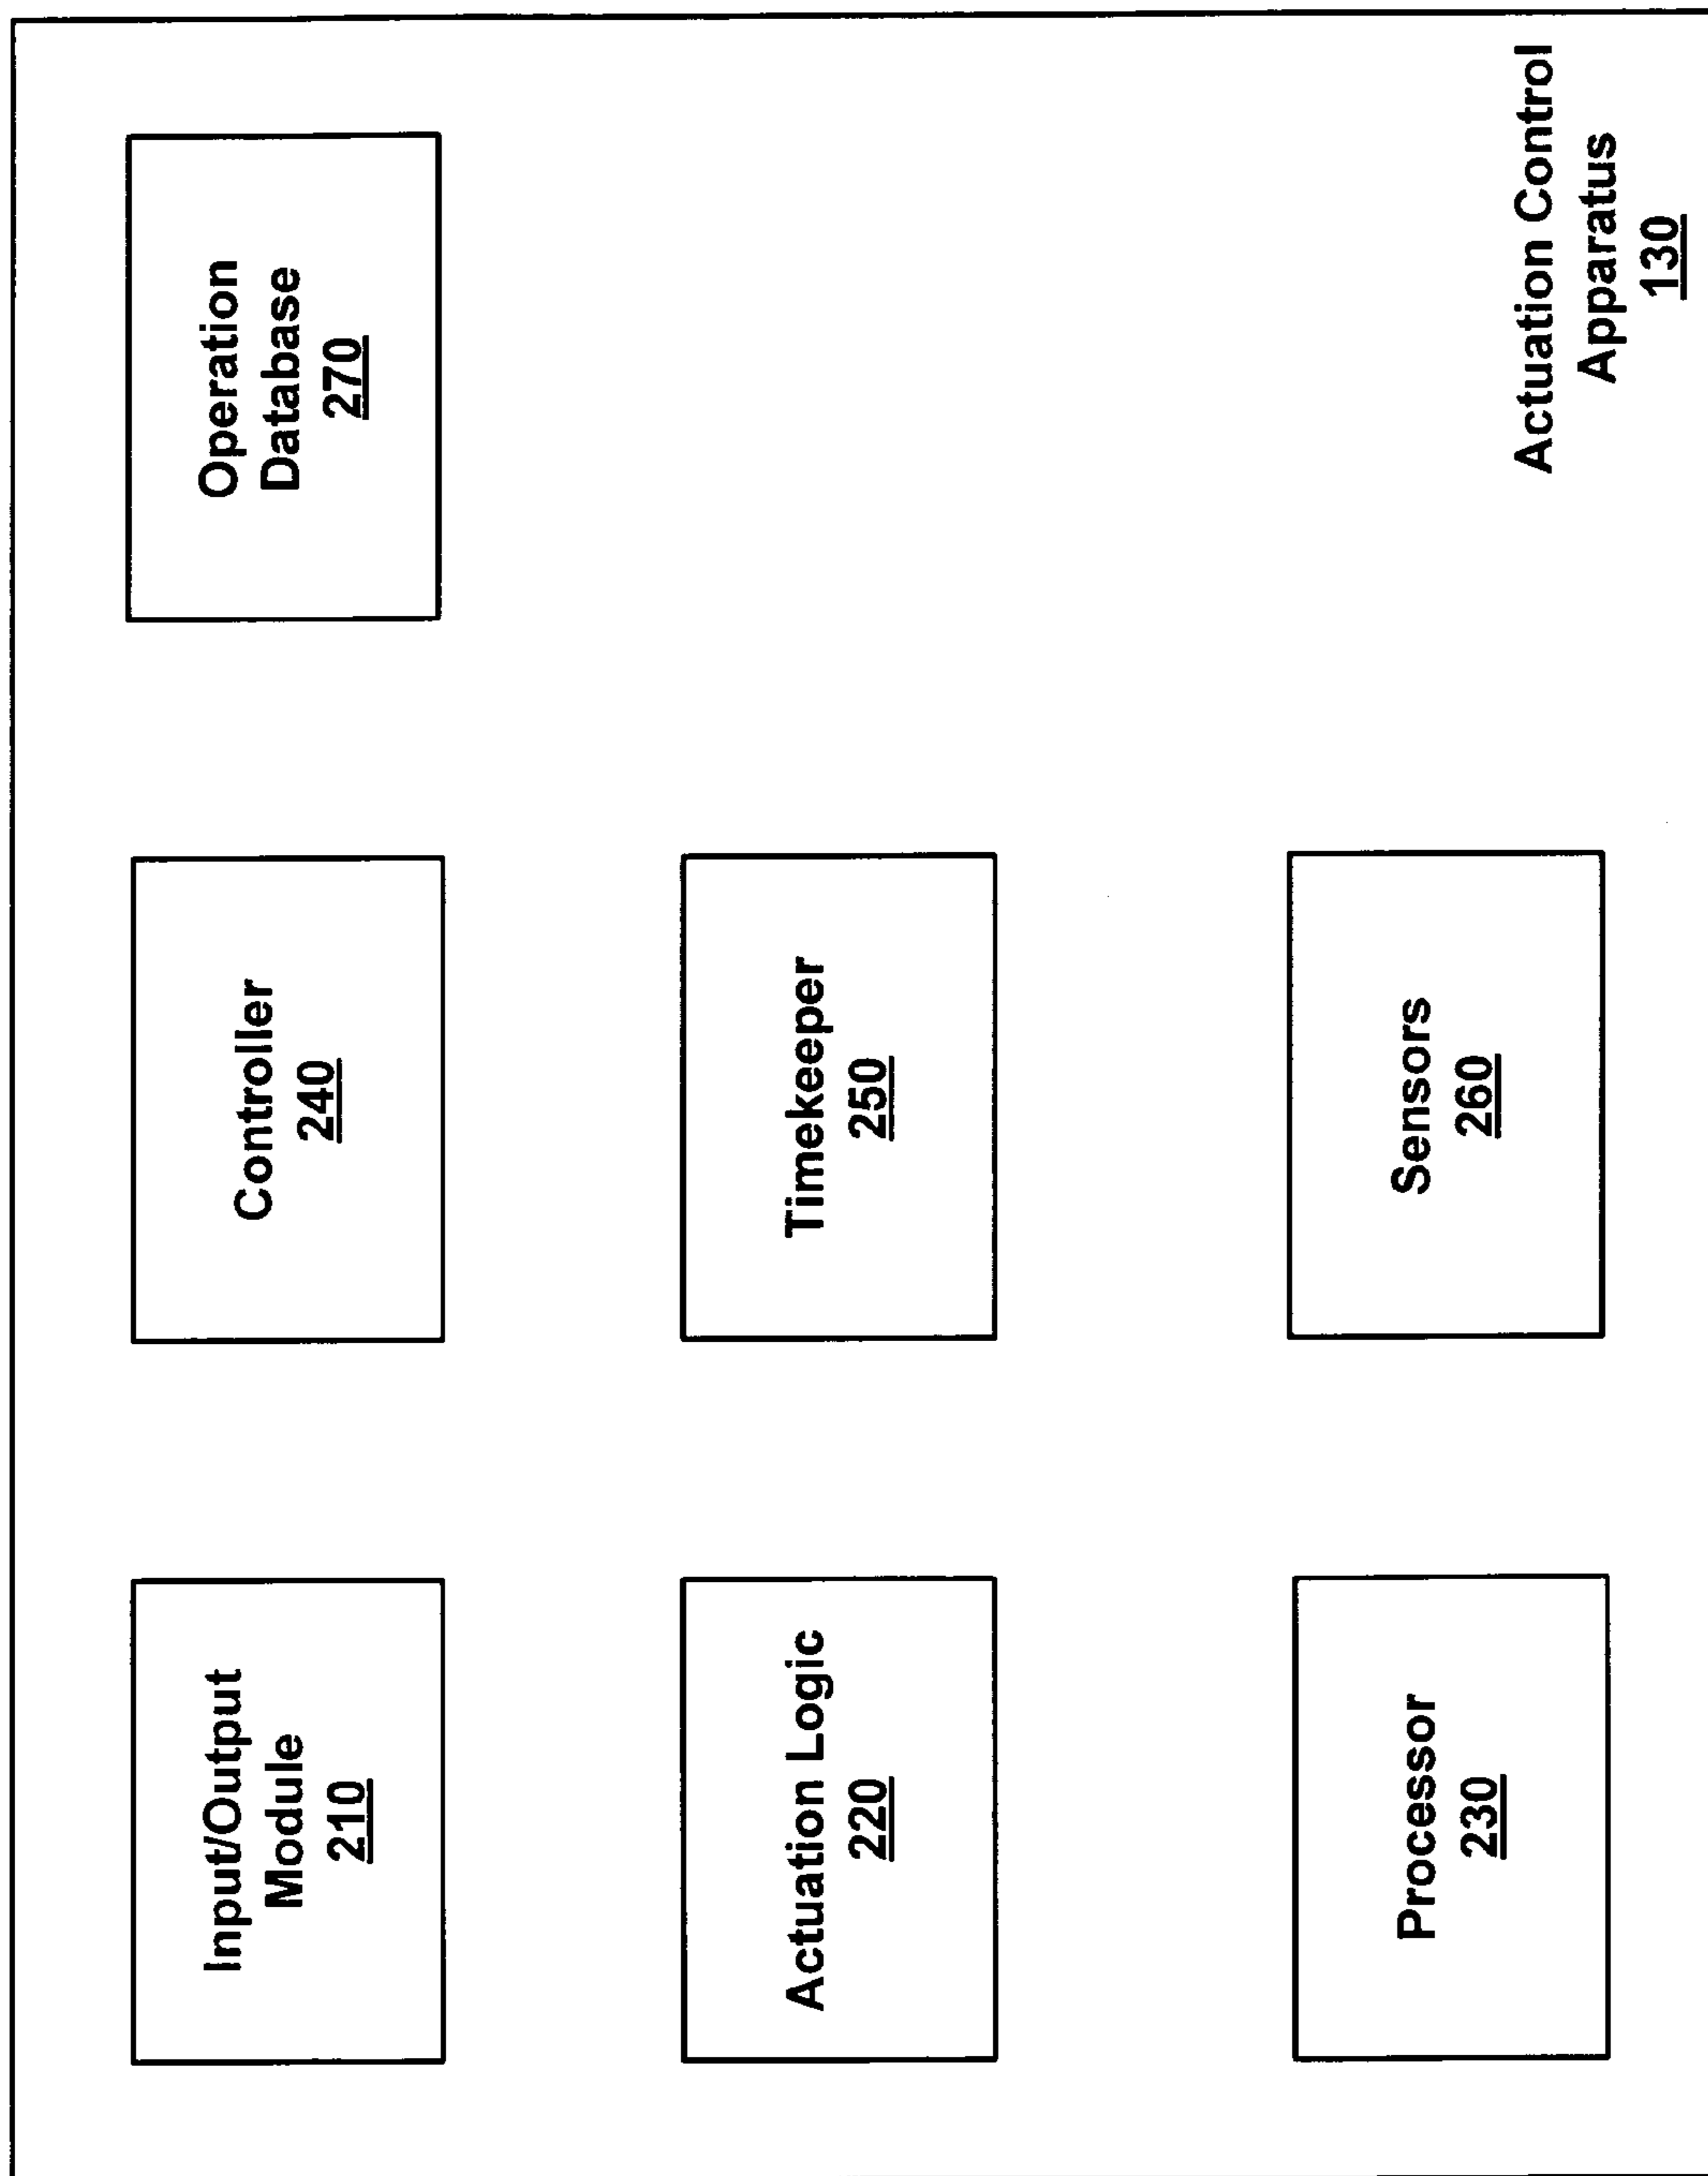 Input/Output
Module
210
Actuation Logic
220
Processor
230
Controller
240
Timekeeper
250
Sensors
260
Operation
Database
270
Actuation Control
Apparatus
130